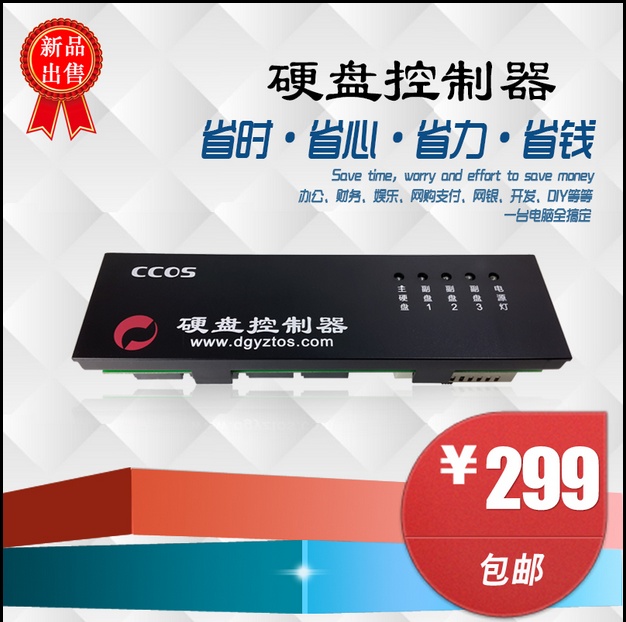 新品
出售
硬盘控制器
省时·省心·省力·省钱
Save time, worry and effort to save money
办公、财务、娱乐、网购支付、网银、开发、DIY等等
一台电脑全搞定
CCOS
主硬盘
副盘1
副盘2
副盘3
电源灯
硬盘控制器
www.dgyztos.com
¥299
包邮